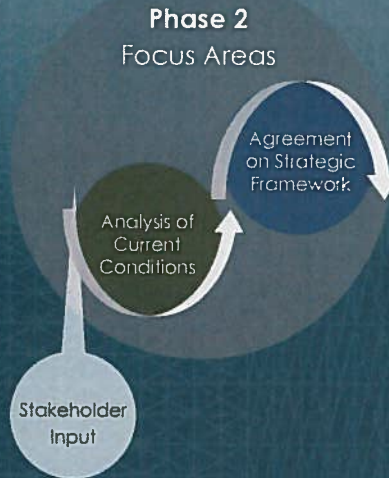 Phase 2
Focus Areas
Agreement
on Strategic
Framework
Analysis of
Current
Conditions
Stakeholder
Input